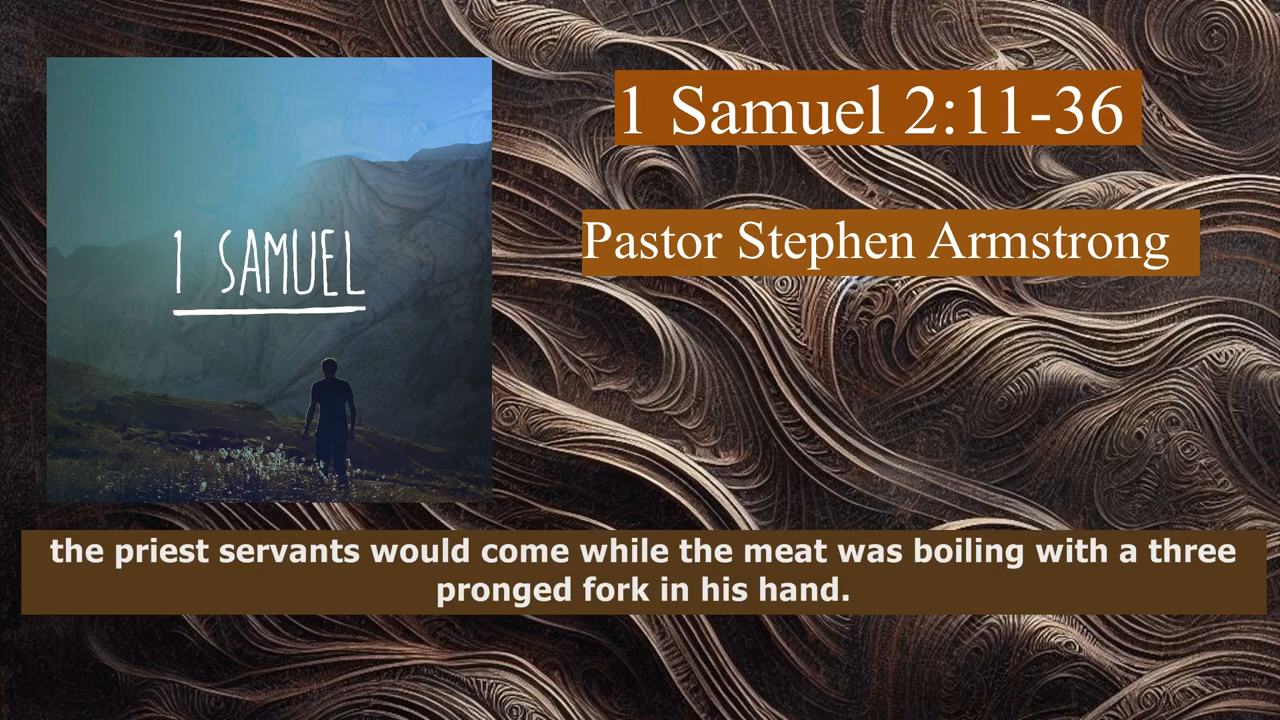 1 Samuel 2:11-36
Pastor Stephen Armstrong
1 SAMUEL
the priest servants would come while the meat was boiling with a three
pronged fork in his hand.